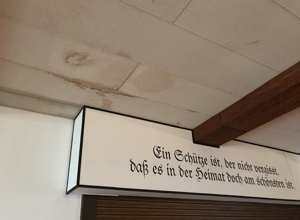 Ein Schütze ist, der nicht vergisst,
daß es in der Heimat doch am schönsten ist.